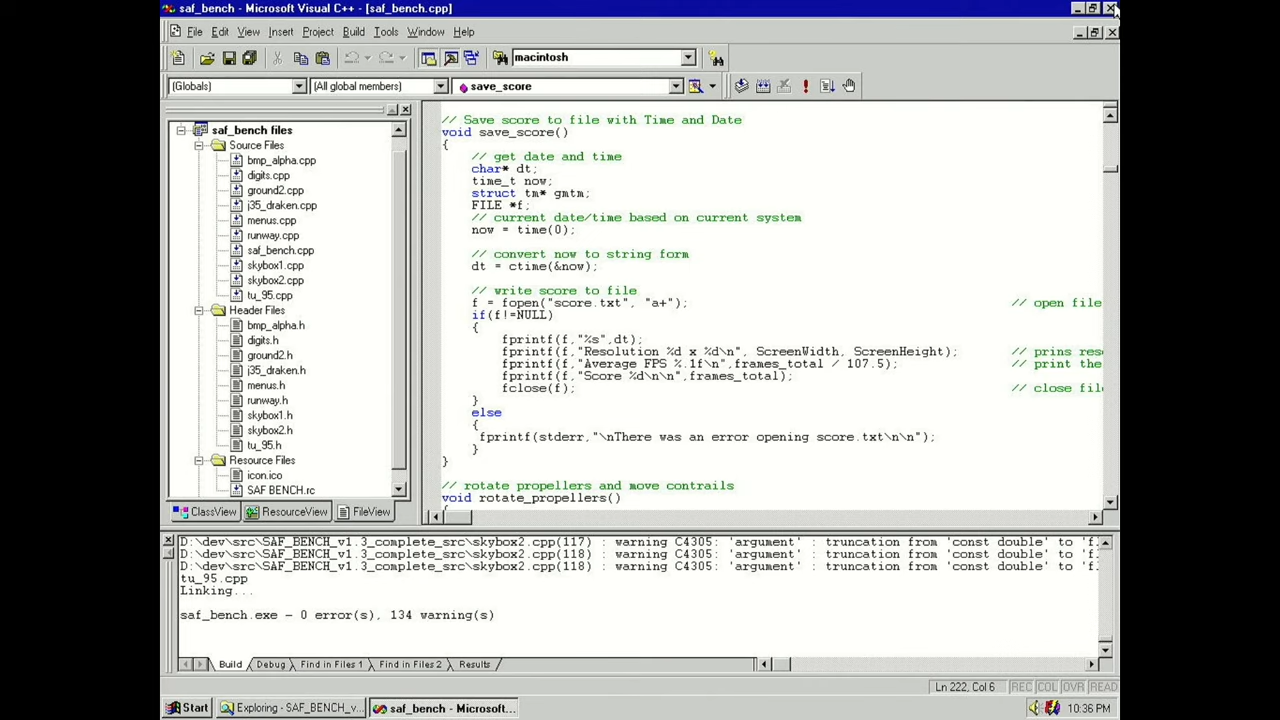 saf_bench - Microsoft Visual C++ - [saf_bench.cpp]
File Edit View Insert Project Build Tools Window Help
macintosh
(Globals) (All global members) save_score
saf_bench files
Source Files
bmp_alpha.cpp
digits.cpp
ground2.cpp
j35_draken.cpp
menus.cpp
runway.cpp
saf_bench.cpp
skybox1.cpp
skybox2.cpp
tu_95.cpp
Header Files
bmp_alpha.h
digits.h
ground2.h
j35_draken.h
menus.h
runway.h
skybox1.h
skybox2.h
tu_95.h
Resource Files
icon.ico
SAF BENCH.rc
ClassView ResourceView FileView
// Save score to file with Time and Date
void save_score()
{
// get date and time
char* dt;
time_t now;
struct tm* gmtm;
FILE *f;
// current date/time based on current system
now = time(0);
// convert now to string form
dt = ctime(&now);
// write score to file
f = fopen("score.txt", "a+"); // open file
if(f!=NULL)
{
fprintf(f,"%s",dt);
fprintf(f,"Resolution %d x %d\n", ScreenWidth, ScreenHeight); // prins res
fprintf(f,"Average FPS %.1f\n",frames_total / 107.5); // print the
fprintf(f,"Score %d\n\n",frames_total);
fclose(f); // close fil
}
else
{
fprintf(stderr,"\nThere was an error opening score.txt\n\n");
}
}
// rotate propellers and move contrails
void rotate_propellers()
{
D:\dev\src\SAF_BENCH_v1.3_complete_src\skybox2.cpp(117) : warning C4305: 'argument' : truncation from 'const double' to 'fl
D:\dev\src\SAF_BENCH_v1.3_complete_src\skybox2.cpp(118) : warning C4305: 'argument' : truncation from 'const double' to 'fl
D:\dev\src\SAF_BENCH_v1.3_complete_src\skybox2.cpp(118) : warning C4305: 'argument' : truncation from 'const double' to 'fl
tu_95.cpp
Linking...
saf_bench.exe - 0 error(s), 134 warning(s)
Build Debug Find in Files 1 Find in Files 2 Results
Ln 222, Col 6 REC COL OVR READ
Start Exploring - SAF_BENCH_v... saf_bench - Microsoft... 10:36 PM